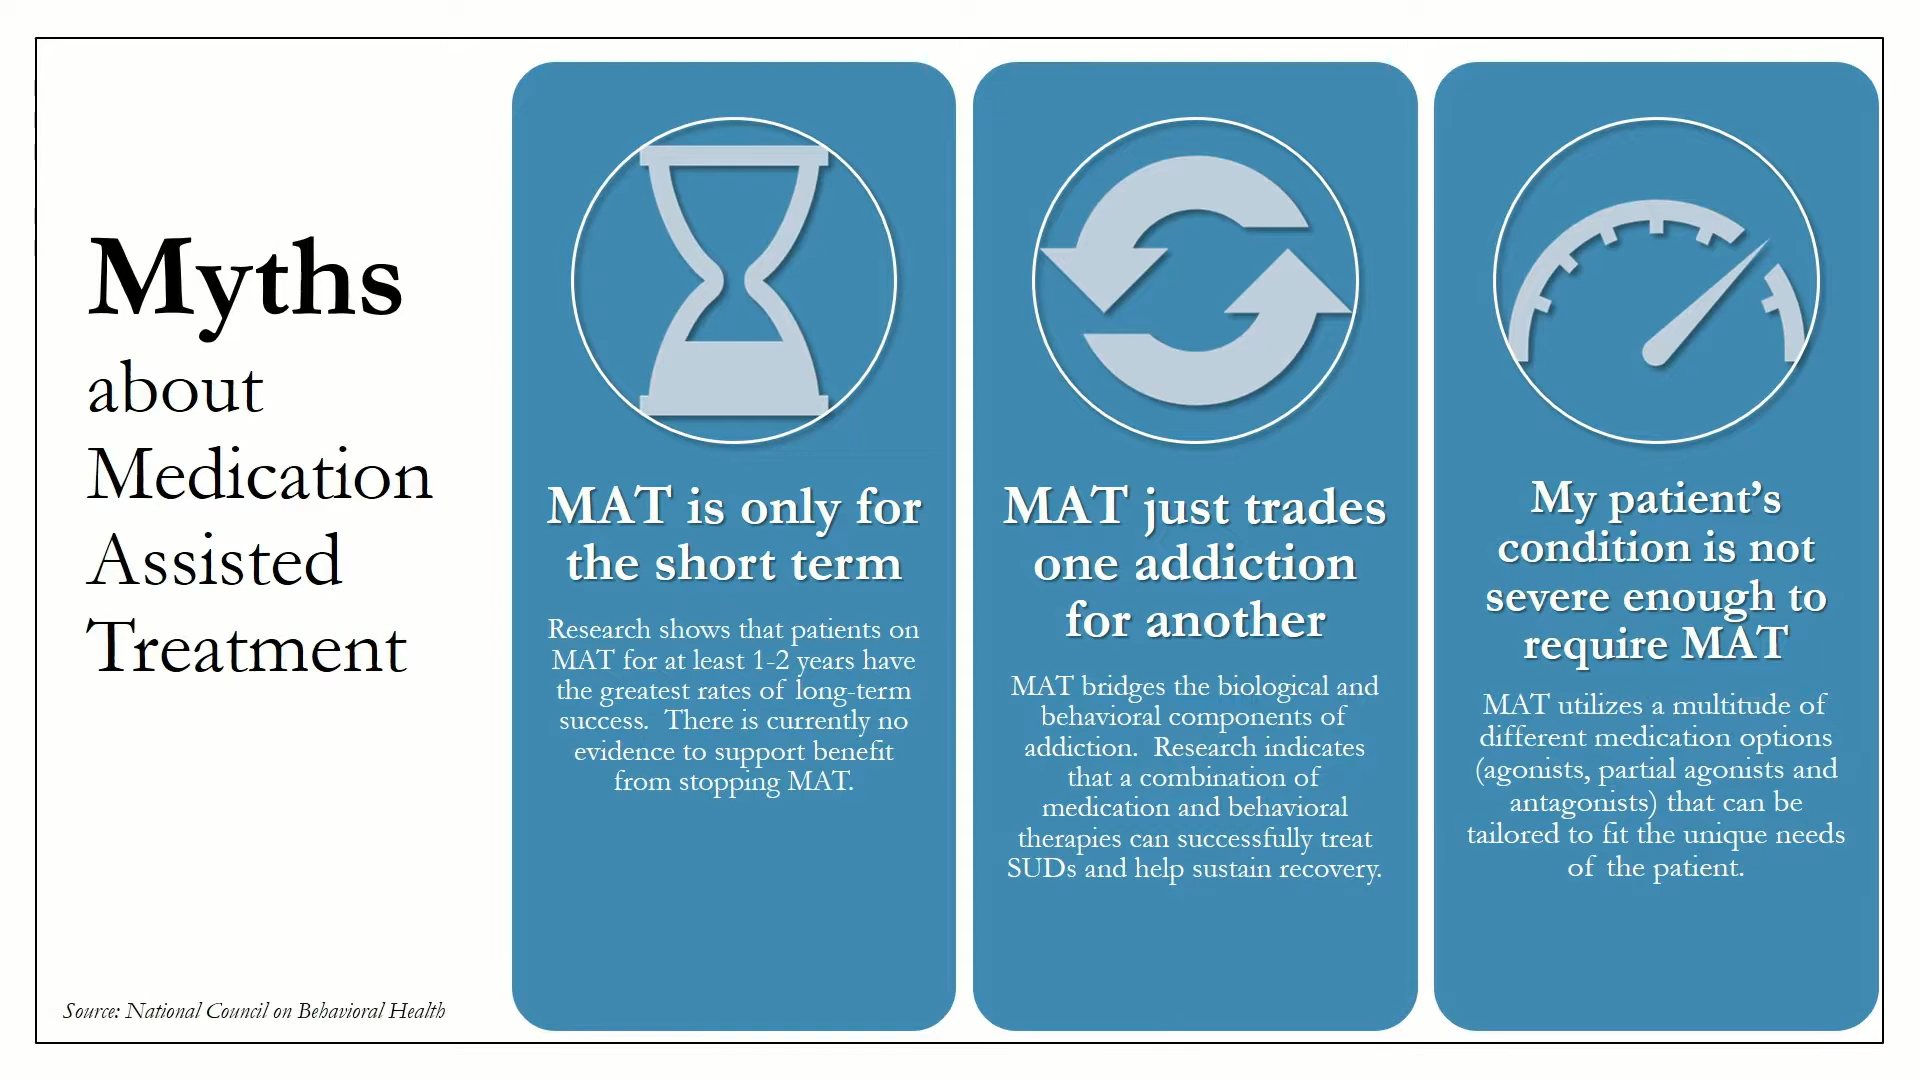 Myths
about
Medication
Assisted
Treatment
Source: National Council on Behavioral Health
MAT is only for
the short term
Research shows that patients on
MAT for at least 1-2 years have
the greatest rates of long-term
success.  There is currently no
evidence to support benefit
from stopping MAT.
MAT just trades
one addiction
for another
MAT bridges the biological and
behavioral components of
addiction.  Research indicates
that a combination of
medication and behavioral
therapies can successfully treat
SUDs and help sustain recovery.
My patient’s
condition is not
severe enough to
require MAT
MAT utilizes a multitude of
different medication options
(agonists, partial agonists and
antagonists) that can be
tailored to fit the unique needs
of the patient.